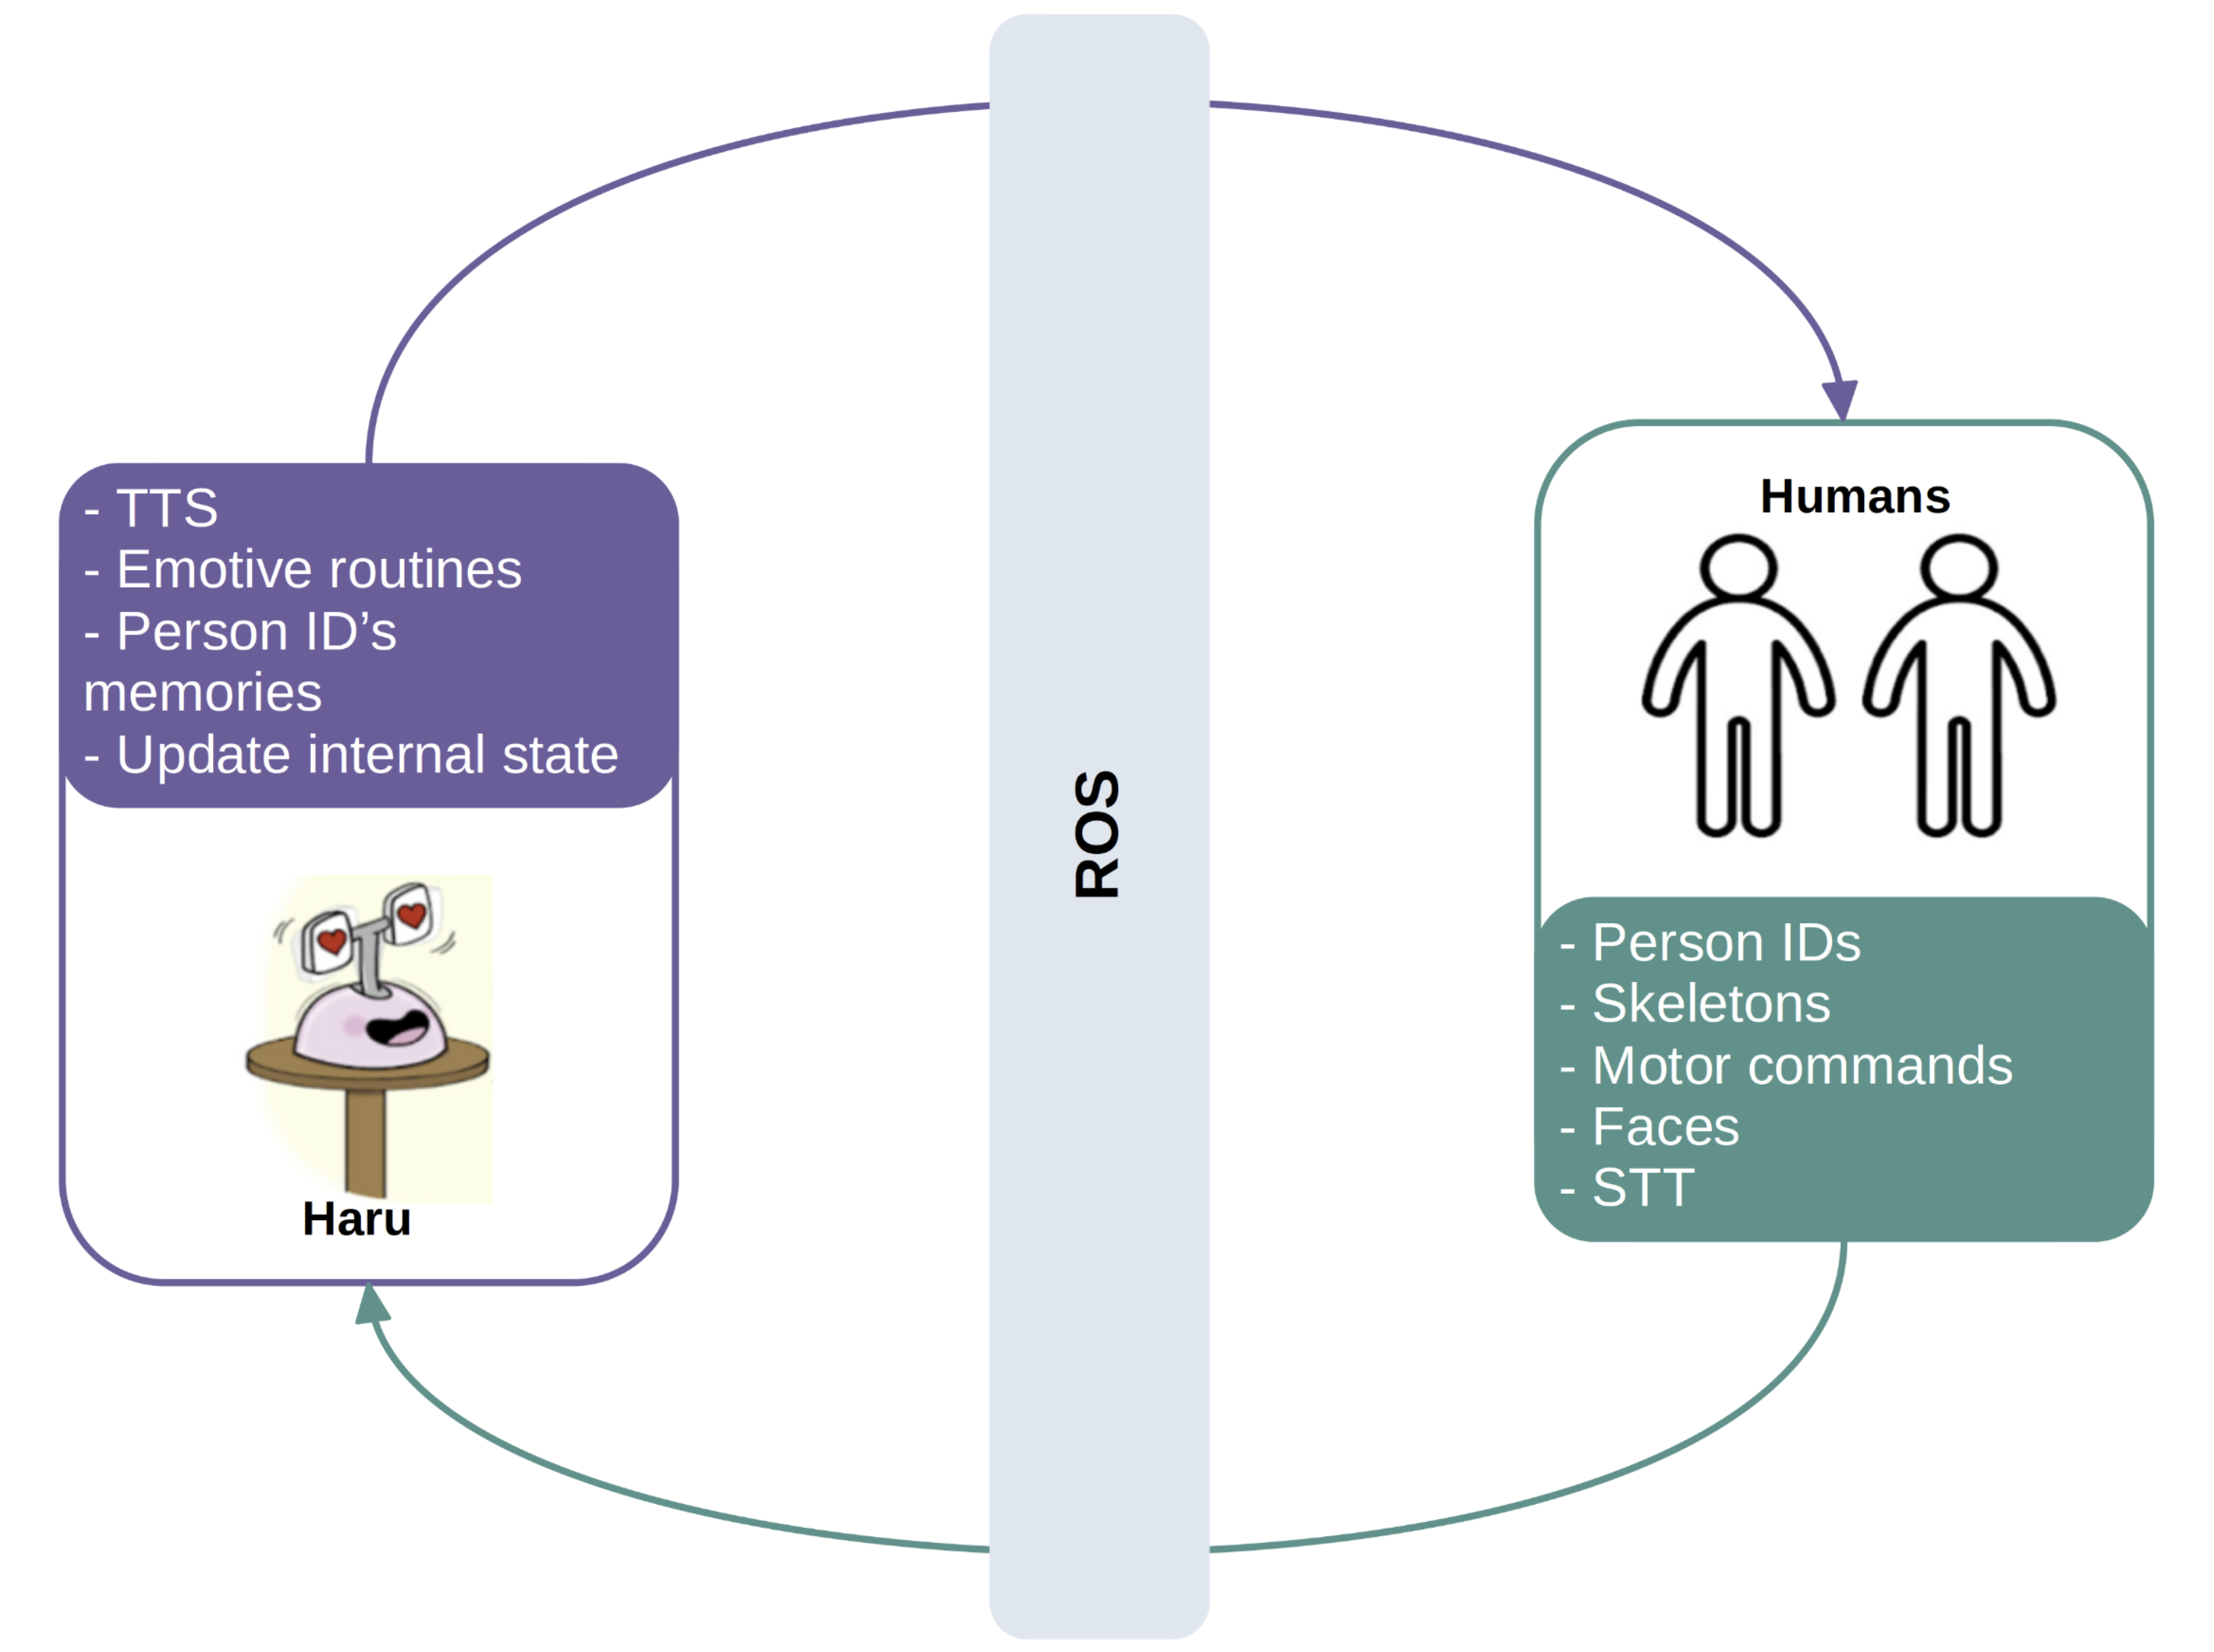 - TTS
- Emotive routines
- Person ID’s
memories
- Update internal state
Haru
ROS
Humans
- Person IDs
- Skeletons
- Motor commands
- Faces
- STT